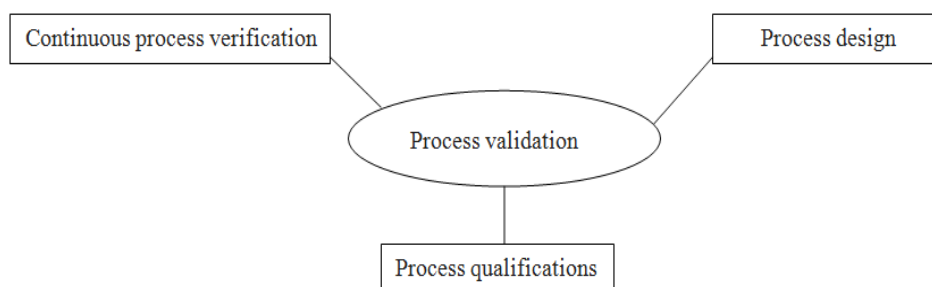 Continuous process verification
Process design
Process validation
Process qualifications